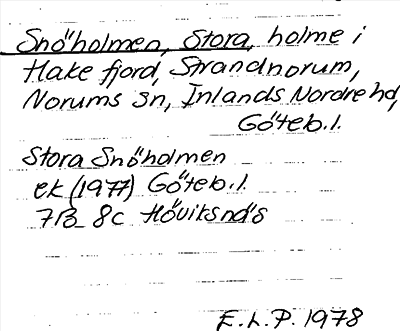 Snöholmen, Stora, holme i
Hake fjord, Strandnorum,
Norums sn, Inlands Nordre hd,
Göteb.l.
Stora Snöholmen
ek (1977) Göteb.l.
7B 8c Höviksnäs
E.L.P. 1978